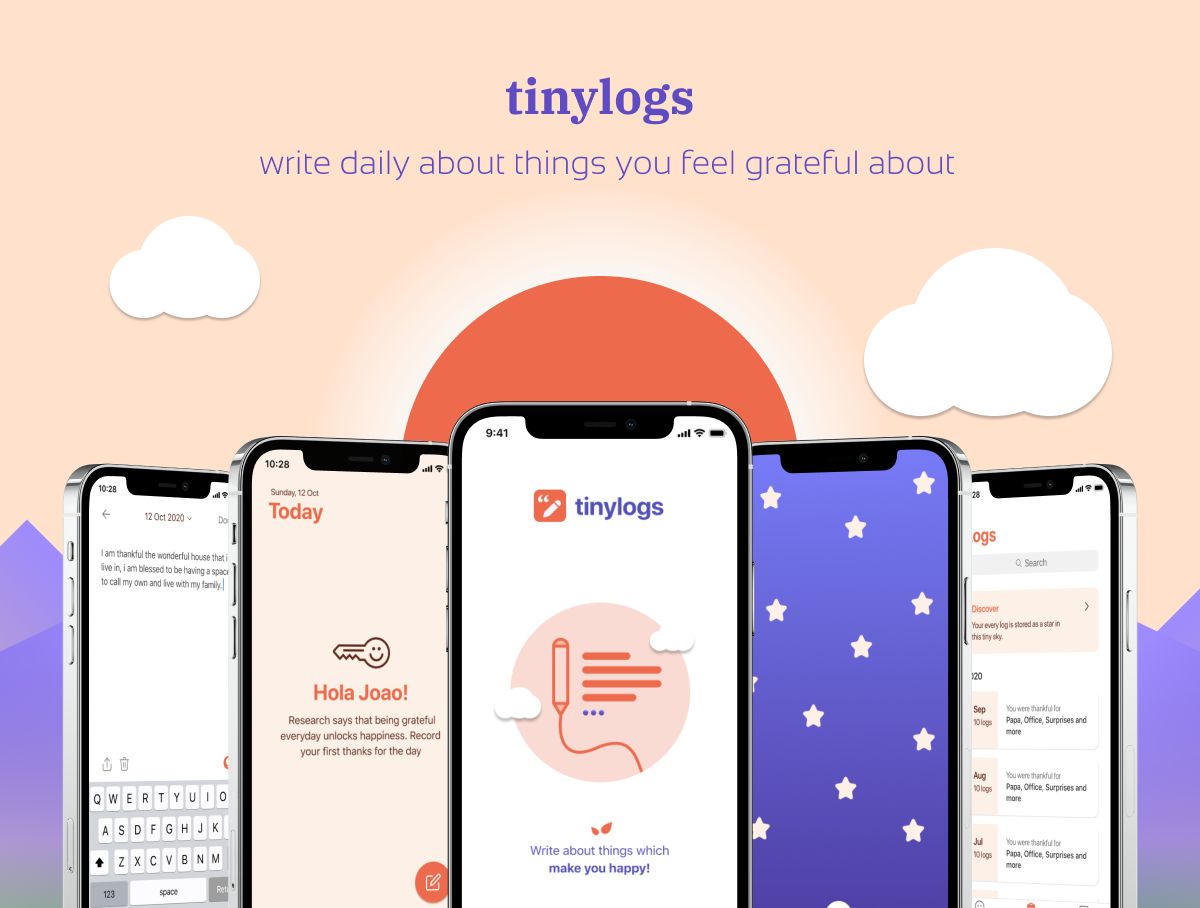 tinylogs
write daily about things you feel grateful about
10:28
12 Oct 2020
I am thankful the wonderful house that i
live in, i am blessed to be having a space
to call my own and live with my family.
Q W E R T Y U I O
A S D F G H J K
Z X C V B N M
123 space
10:28
Sunday, 12 Oct
Today
Hola Joao!
Research says that being grateful
everyday unlocks happiness. Record
your first thanks for the day
9:41
tinylogs
Write about things which
make you happy!
28
ogs
Search
Discover
Your every log is stored as a star in
this tiny sky.
020
Sep
10 logs
You were thankful for
Papa, Office, Surprises and
more
Aug
10 logs
You were thankful for
Papa, Office, Surprises and
more
Jul
10 logs
You were thankful for
Papa, Office, Surprises and
more